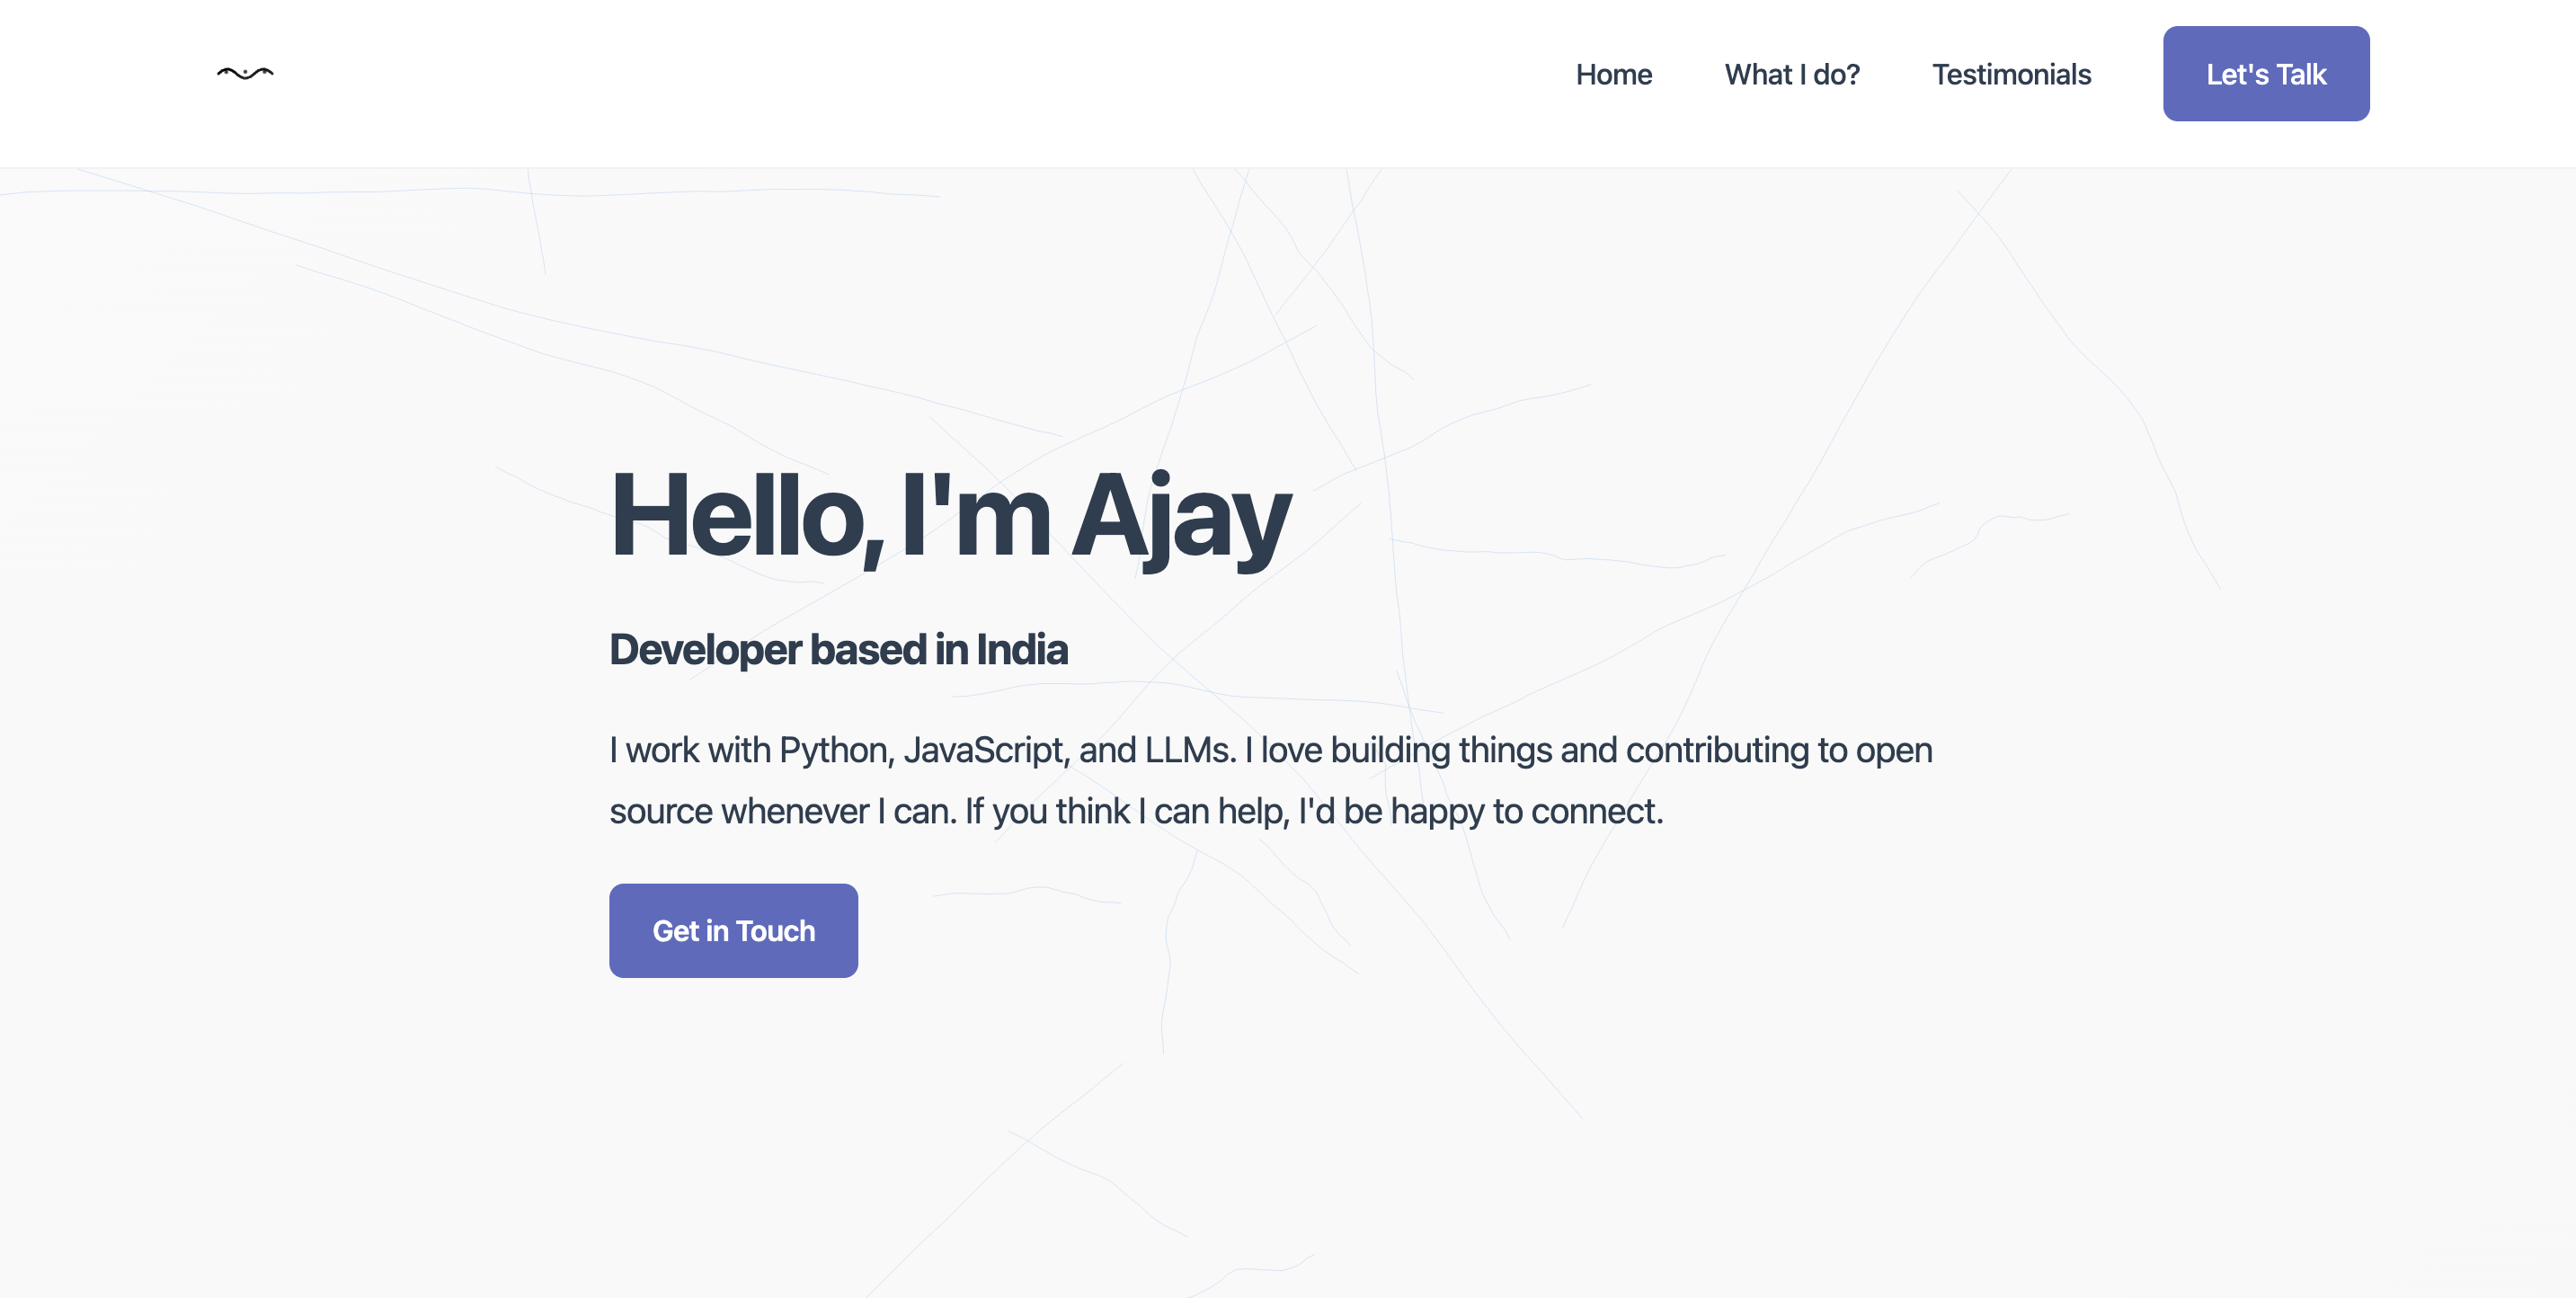 Home
What I do?
Testimonials
Let's Talk
Hello, I'm Ajay
Developer based in India
I work with Python, JavaScript, and LLMs. I love building things and contributing to open
source whenever I can. If you think I can help, I'd be happy to connect.
Get in Touch